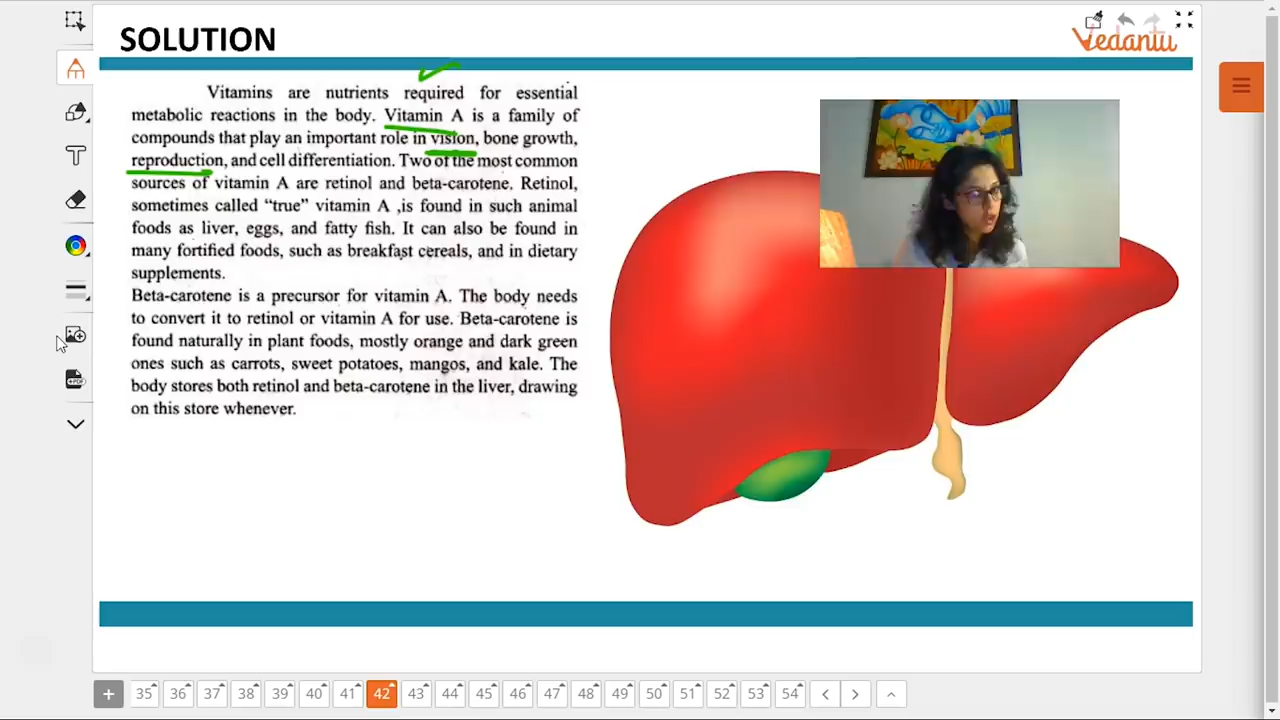 SOLUTION
Vedantu
Vitamins are nutrients required for essential
metabolic reactions in the body. Vitamin A is a family of
compounds that play an important role in vision, bone growth,
reproduction, and cell differentiation. Two of the most common
sources of vitamin A are retinol and beta-carotene. Retinol,
sometimes called “true” vitamin A ,is found in such animal
foods as liver, eggs, and fatty fish. It can also be found in
many fortified foods, such as breakfast cereals, and in dietary
supplements.
Beta-carotene is a precursor for vitamin A. The body needs
to convert it to retinol or vitamin A for use. Beta-carotene is
found naturally in plant foods, mostly orange and dark green
ones such as carrots, sweet potatoes, mangos, and kale. The
body stores both retinol and beta-carotene in the liver, drawing
on this store whenever.
PDF
35 36 37 38 39 40 41 42 43 44 45 46 47 48 49 50 51 52 53 54